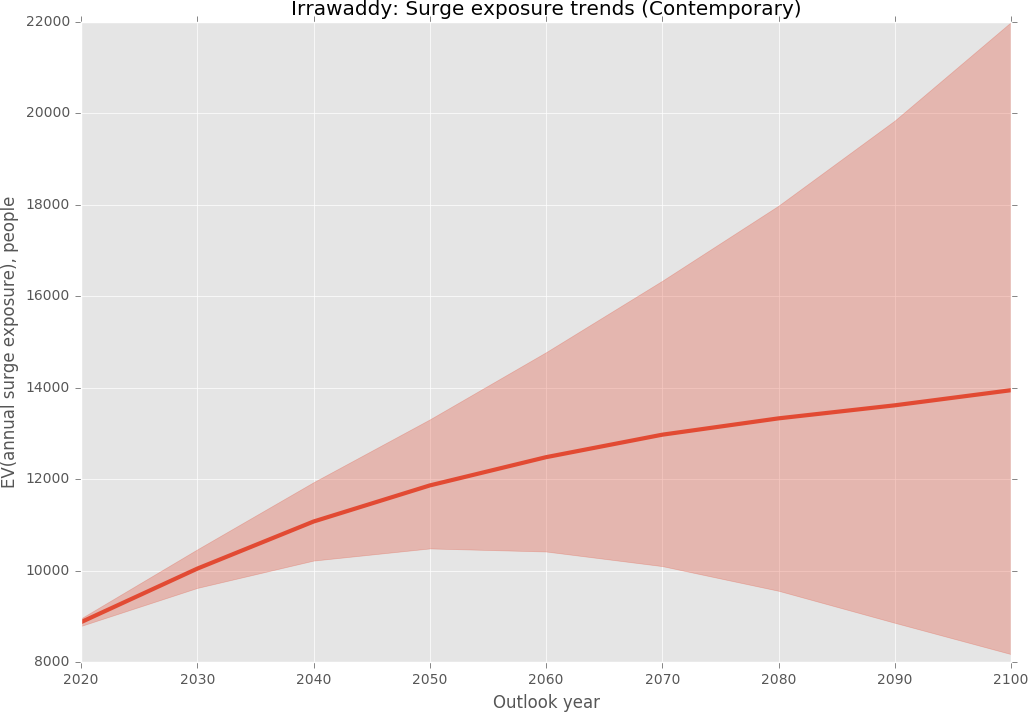 Irrawaddy: Surge exposure trends (Contemporary)
22000
20000
18000
16000
14000
12000
10000
8000
EV(annual surge exposure), people
2020 2030 2040 2050 2060 2070 2080 2090 2100
Outlook year